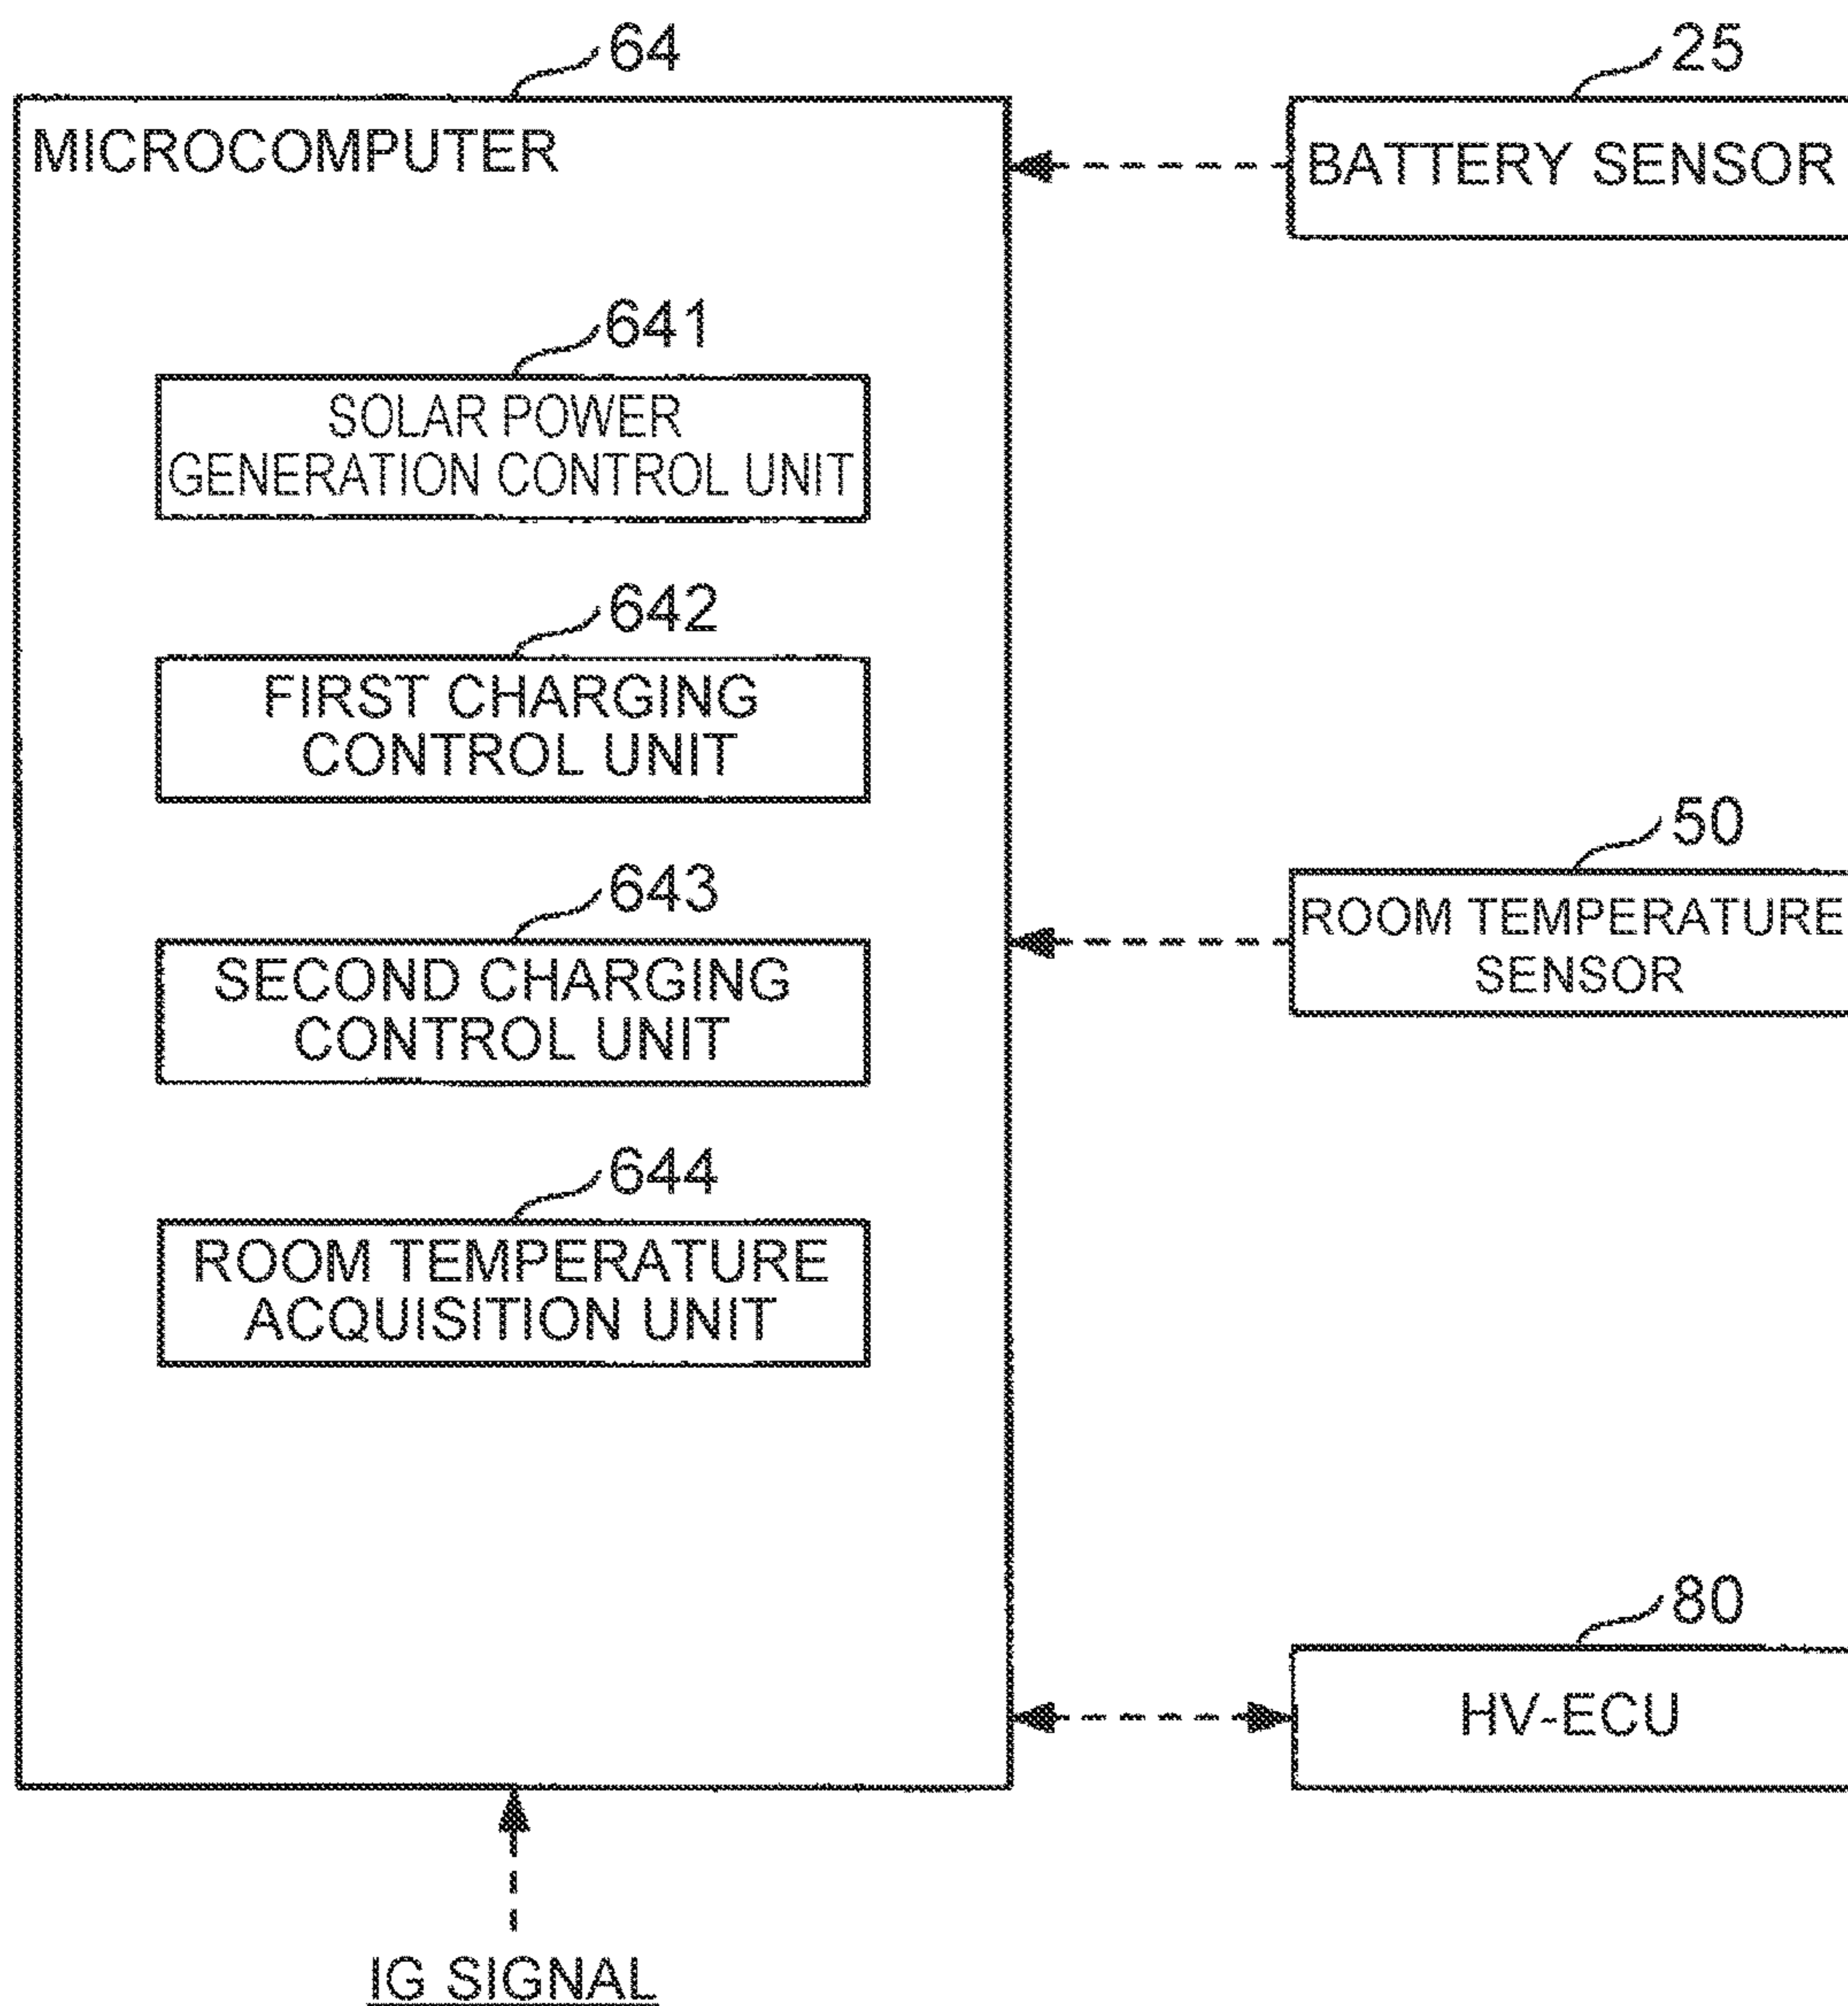 64
MICROCOMPUTER
641
SOLAR POWER
GENERATION CONTROL UNIT
642
FIRST CHARGING
CONTROL UNIT
643
SECOND CHARGING
CONTROL UNIT
644
ROOM TEMPERATURE
ACQUISITION UNIT
25
BATTERY SENSOR
50
ROOM TEMPERATURE
SENSOR
80
HV-ECU
IG SIGNAL